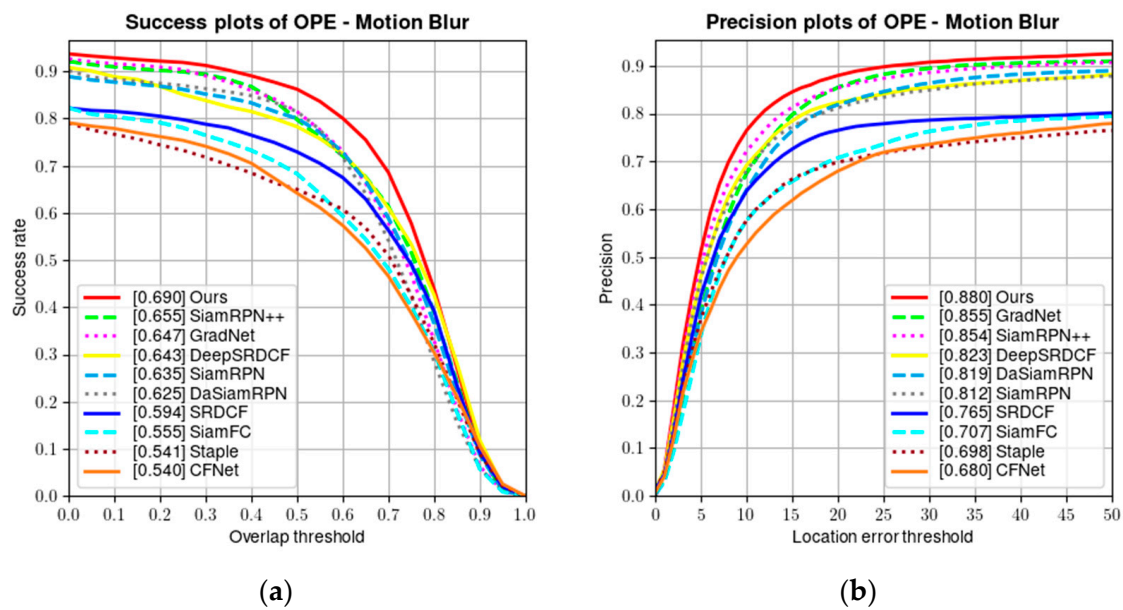 Success plots of OPE - Motion Blur
Success rate
0.9
0.8
0.7
0.6
0.5
0.4
0.3
0.2
0.1
0.0
[0.690] Ours
[0.655] SiamRPN++
[0.647] GradNet
[0.643] DeepSRDCF
[0.635] SiamRPN
[0.625] DaSiamRPN
[0.594] SRDCF
[0.555] SiamFC
[0.541] Staple
[0.540] CFNet
0.0 0.1 0.2 0.3 0.4 0.5 0.6 0.7 0.8 0.9 1.0
Overlap threshold
(a)
Precision plots of OPE - Motion Blur
Precision
0.9
0.8
0.7
0.6
0.5
0.4
0.3
0.2
0.1
0.0
[0.880] Ours
[0.855] GradNet
[0.854] SiamRPN++
[0.823] DeepSRDCF
[0.819] DaSiamRPN
[0.812] SiamRPN
[0.765] SRDCF
[0.707] SiamFC
[0.698] Staple
[0.680] CFNet
0 5 10 15 20 25 30 35 40 45 50
Location error threshold
(b)